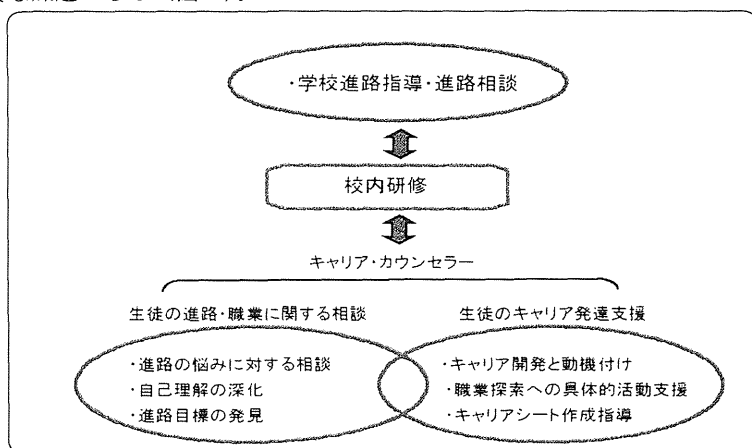 ・学校進路指導・進路相談
校内研修
キャリア・カウンセラー
生徒の進路・職業に関する相談
生徒のキャリア発達支援
・進路の悩みに対する相談
・自己理解の深化
・進路目標の発見
・キャリア開発と動機付け
・職業探索への具体的活動支援
・キャリアシート作成指導